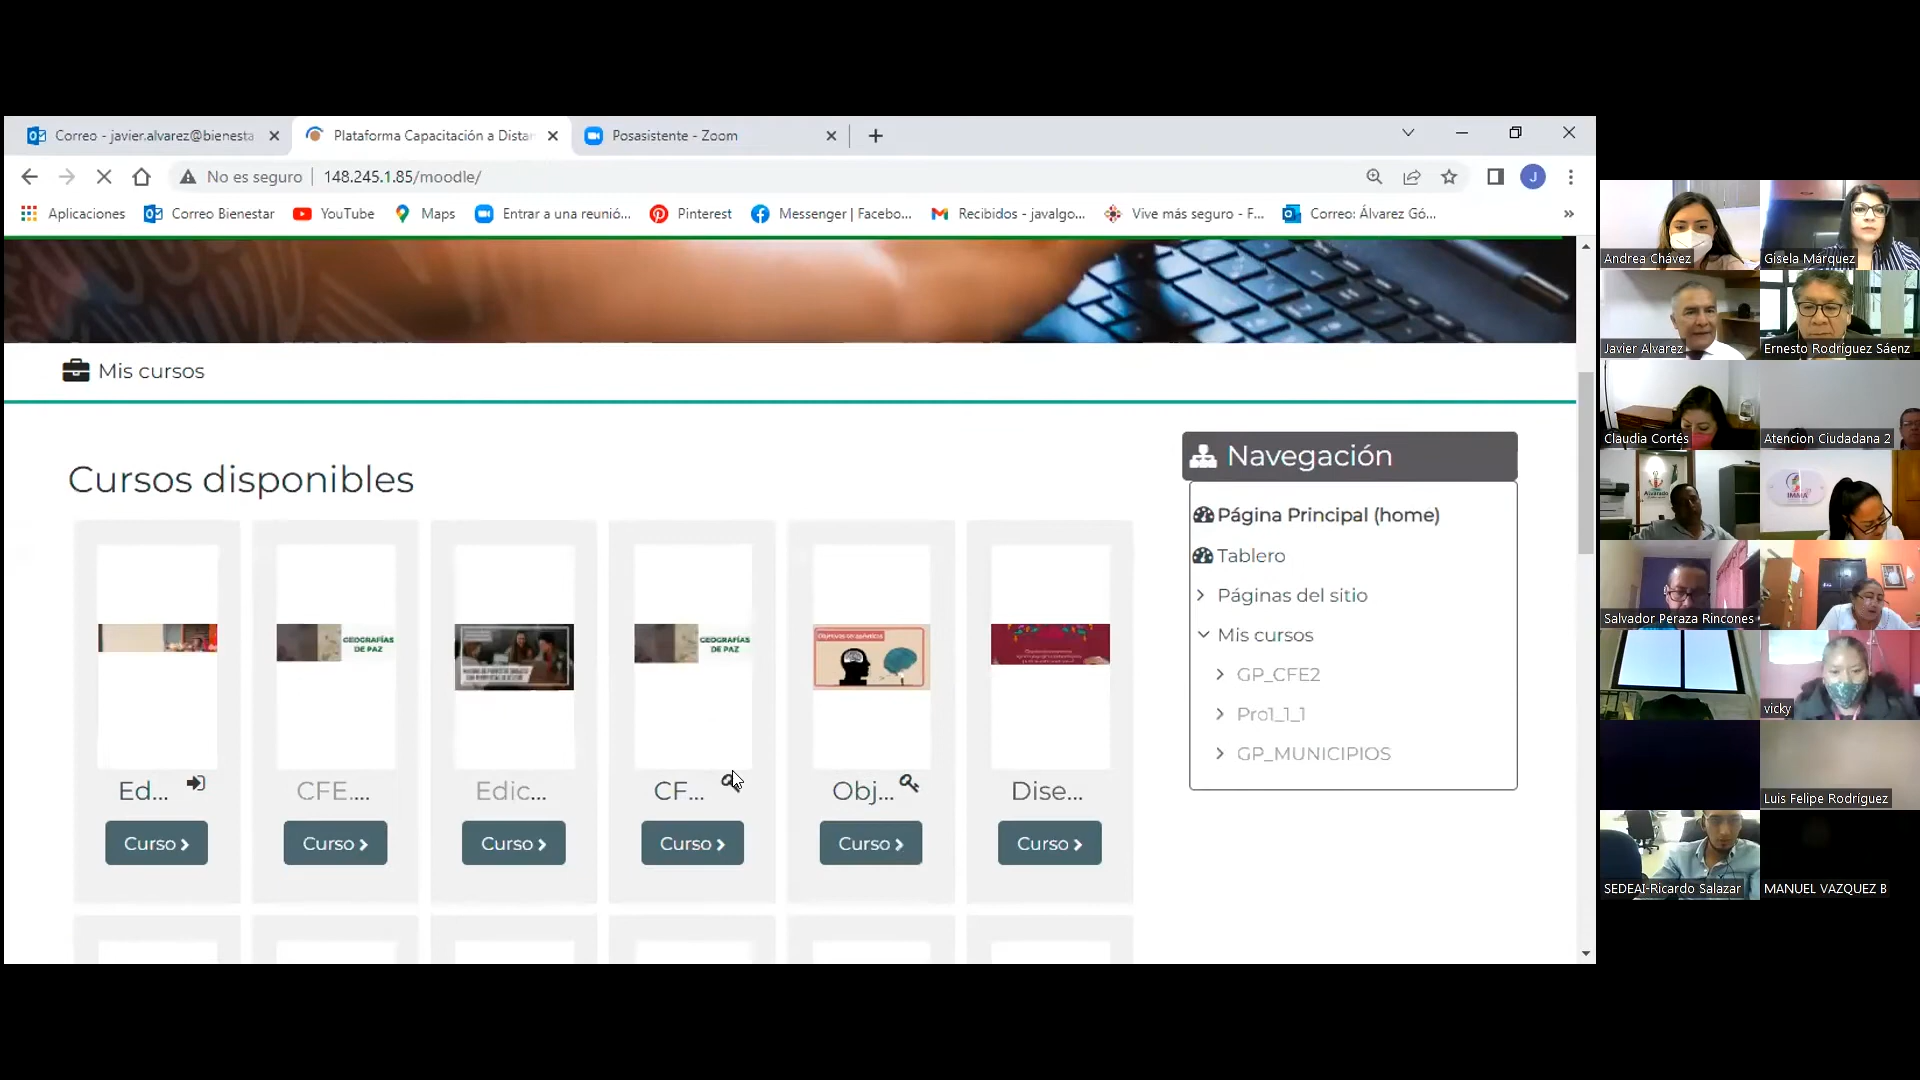 Correo - javier.alvarez@bienesta
Plataforma Capacitación a Distan
Posasistente - Zoom
No es seguro
148.245.1.85/moodle/
J
Aplicaciones
Correo Bienestar
YouTube
Maps
Entrar a una reunió...
Pinterest
Messenger | Facebo...
Recibidos - javalgo...
Vive más seguro - F...
Correo: Álvarez Gó...
»
Mis cursos
Cursos disponibles
GEOGRAFÍAS
DE PAZ
GEOGRAFÍAS
DE PAZ
Ed...
CFE....
Edic...
CF...
Obj...
Dise...
Curso
Curso
Curso
Curso
Curso
Curso
Navegación
Página Principal (home)
Tablero
Páginas del sitio
Mis cursos
GP_CFE2
Pro1_1_1
GP_MUNICIPIOS
Andrea Chávez
Gisela Márquez
Javier Alvarez
Ernesto Rodríguez Sáenz
Claudia Cortés
Atencion Ciudadana 2
Alvarado
IMMA
Salvador Peraza Rincones
vicky
Luis Felipe Rodríguez
SEDEAI-Ricardo Salazar
MANUEL VAZQUEZ B